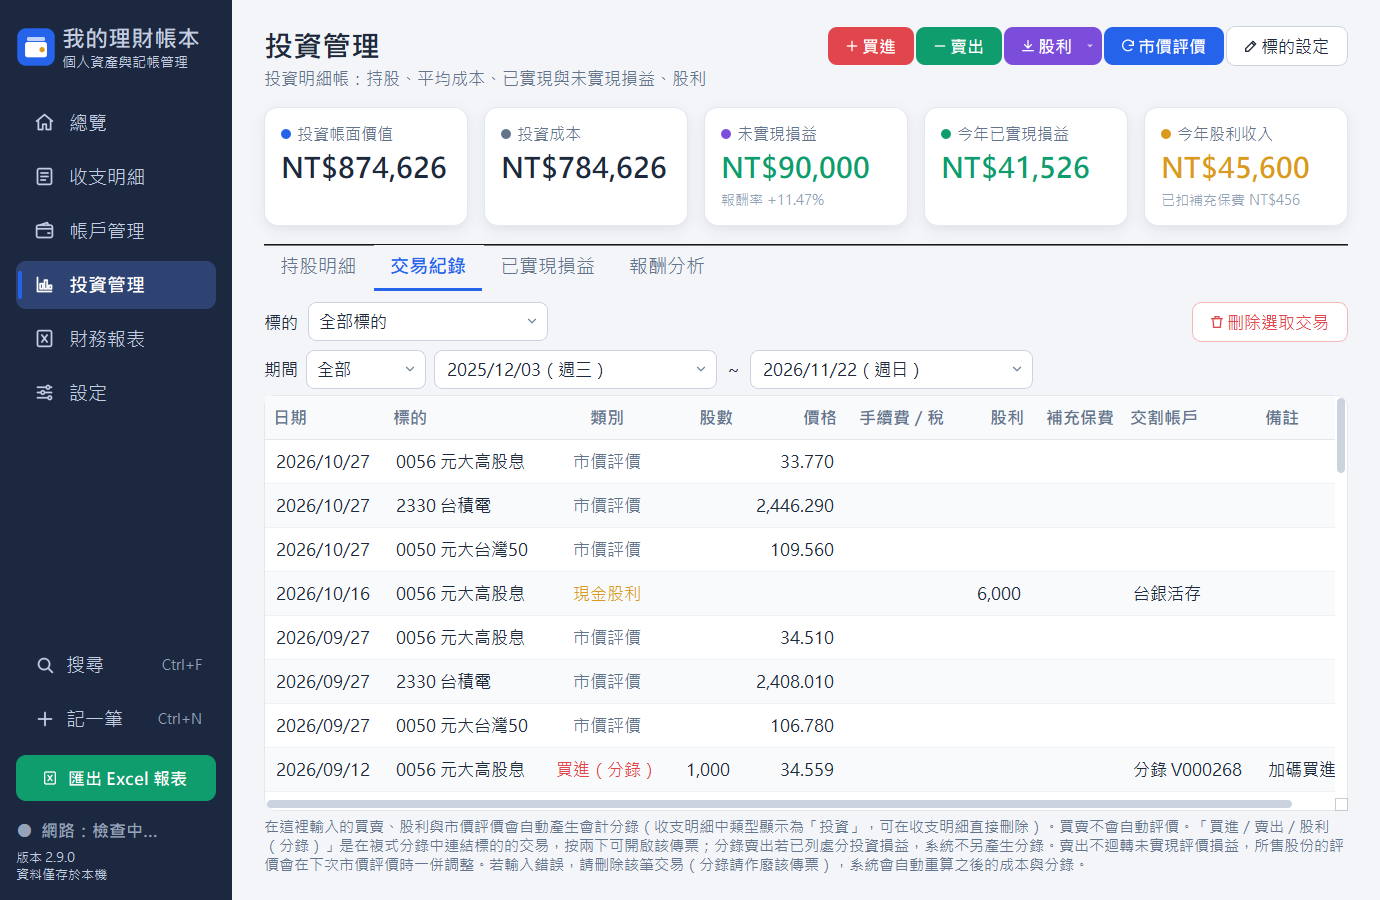 我的理財帳本
個人資產與記帳管理
總覽
收支明細
帳戶管理
投資管理
財務報表
設定
搜尋 Ctrl+F
記一筆 Ctrl+N
匯出 Excel 報表
網路：檢查中...
版本 2.9.0
資料僅存於本機
投資管理
投資明細帳：持股、平均成本、已實現與未實現損益、股利
買進 賣出 股利 市價評價 標的設定
投資帳面價值
NT$874,626
投資成本
NT$784,626
未實現損益
NT$90,000
報酬率 +11.47%
今年已實現損益
NT$41,526
今年股利收入
NT$45,600
已扣補充保費 NT$456
持股明細 交易紀錄 已實現損益 報酬分析
標的 全部標的 刪除選取交易
期間 全部 2025/12/03（週三） ~ 2026/11/22（週日）
日期 標的 類別 股數 價格 手續費 / 稅 股利 補充保費 交割帳戶 備註
2026/10/27 0056 元大高股息 市價評價 33.770
2026/10/27 2330 台積電 市價評價 2,446.290
2026/10/27 0050 元大台灣50 市價評價 109.560
2026/10/16 0056 元大高股息 現金股利 6,000 台銀活存
2026/09/27 0056 元大高股息 市價評價 34.510
2026/09/27 2330 台積電 市價評價 2,408.010
2026/09/27 0050 元大台灣50 市價評價 106.780
2026/09/12 0056 元大高股息 買進（分錄） 1,000 34.559 分錄 V000268 加碼買進
在這裡輸入的買賣、股利與市價評價會自動產生會計分錄（收支明細中類型顯示為「投資」，可在收支明細直接刪除）。買賣不會自動評價。「買進 / 賣出 / 股利
（分錄）」是在複式分錄中連結標的的交易，按兩下可開啟該傳票；分錄賣出若已列處分投資損益，系統不另產生分錄。賣出不迴轉未實現評價損益，所售股份的評
價會在下次市價評價時一併調整。若輸入錯誤，請刪除該筆交易（分錄請作廢該傳票），系統會自動重算之後的成本與分錄。